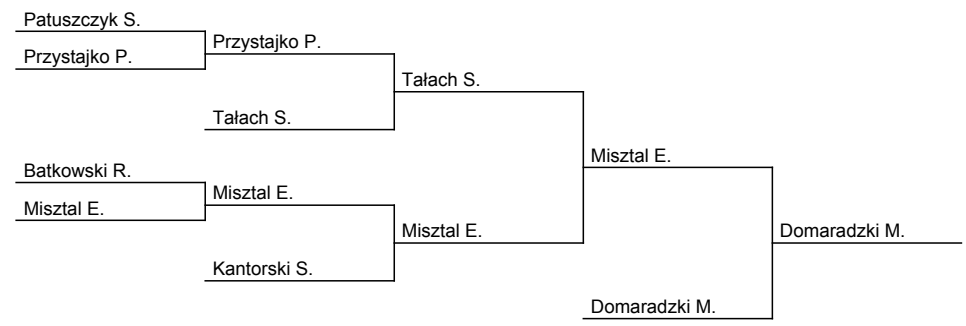 Patuszczyk S.
Przystajko P.
Przystajko P.
Tałach S.
Tałach S.
Batkowski R.
Misztal E.
Misztal E.
Misztal E.
Misztal E.
Kantorski S.
Domaradzki M.
Domaradzki M.